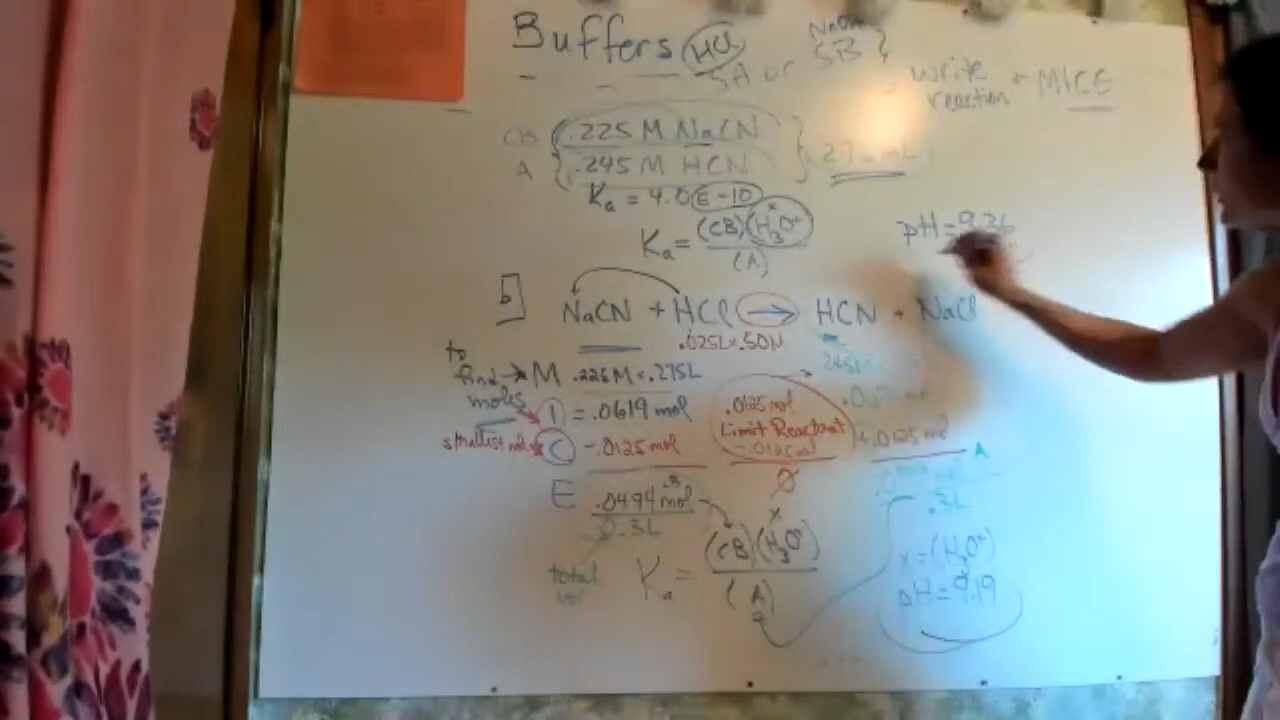 Buffers HCl SA or NaOH SB }
write reaction + MICE
CB .225 M NaCN
A .245 M HCN
Ka = 4.0 E-10
Ka = (CB)(H3O+) / (A)
x
pH = 9.36
b] NaCN + HCl → HCN + NaCl
.025L × .50M
to find → M .225M × .275L
moles I = .0619 mol .0125 mol
Limit Reactant
C -.0125 mol -.0125 mol +.0125 mol
E .0494 mol Ø
CB A
0.3L .3L
total vol
Ka = (CB)(H3O+) / (A)
x
x = (H3O+)
pH = 9.19